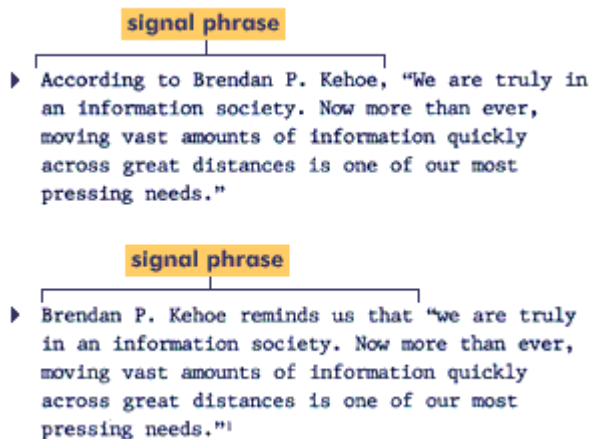 signal phrase
According to Brendan P. Kehoe, “We are truly in
an information society. Now more than ever,
moving vast amounts of information quickly
across great distances is one of our most
pressing needs.”
signal phrase
Brendan P. Kehoe reminds us that “we are truly
in an information society. Now more than ever,
moving vast amounts of information quickly
across great distances is one of our most
pressing needs.”¹